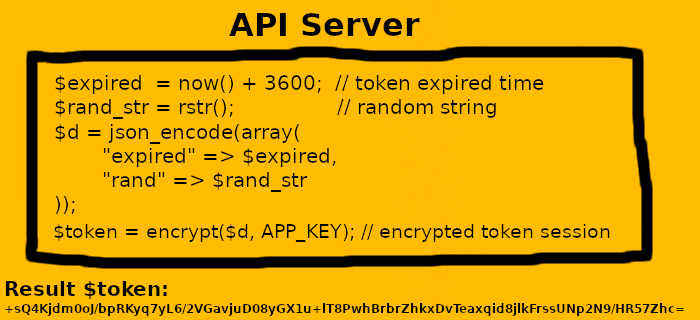 API Server
$expired  = now() + 3600;  // token expired time
$rand_str = rstr();                // random string
$d = json_encode(array(
        "expired" => $expired,
        "rand" => $rand_str
));
$token = encrypt($d, APP_KEY); // encrypted token session
Result $token:
+sQ4Kjdm0oJ/bpRKyq7yL6/2VGavjuD08yGX1u+lT8PwhBrbrZhkxDvTeaxqid8jlkFrssUNp2N9/HR57Zhc=